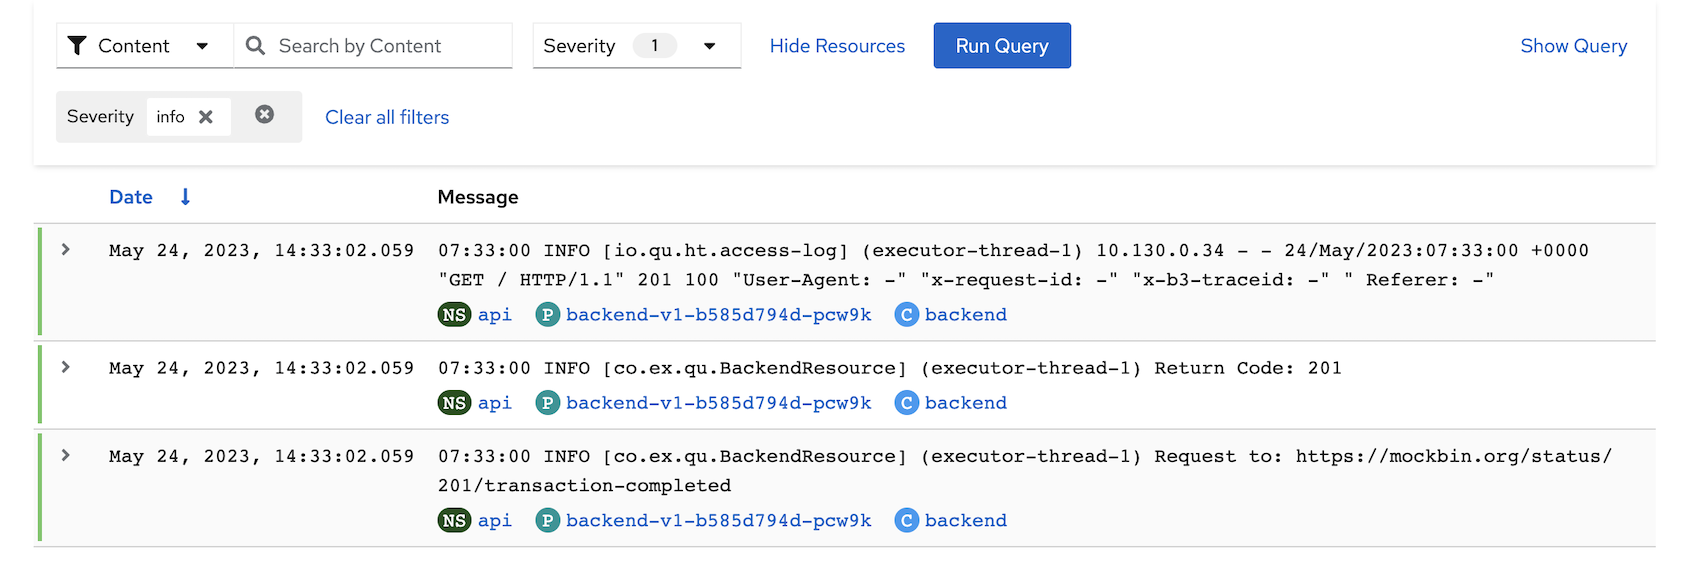 Content Search by Content Severity 1 Hide Resources Run Query Show Query
Severity info Clear all filters
Date Message
May 24, 2023, 14:33:02.059 07:33:00 INFO [io.qu.ht.access-log] (executor-thread-1) 10.130.0.34 - - 24/May/2023:07:33:00 +0000
"GET / HTTP/1.1" 201 100 "User-Agent: -" "x-request-id: -" "x-b3-traceid: -" " Referer: -"
NS api P backend-v1-b585d794d-pcw9k C backend
May 24, 2023, 14:33:02.059 07:33:00 INFO [co.ex.qu.BackendResource] (executor-thread-1) Return Code: 201
NS api P backend-v1-b585d794d-pcw9k C backend
May 24, 2023, 14:33:02.059 07:33:00 INFO [co.ex.qu.BackendResource] (executor-thread-1) Request to: https://mockbin.org/status/
201/transaction-completed
NS api P backend-v1-b585d794d-pcw9k C backend